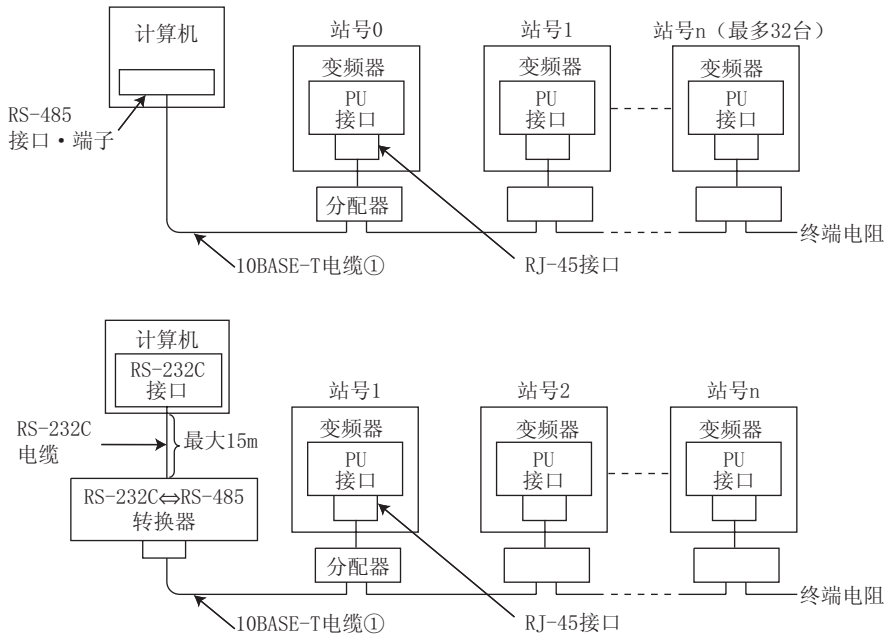 计算机
站号0
站号1
站号n（最多32台）
变频器
变频器
变频器
PU
接口
PU
接口
PU
接口
RS-485
接口·端子
分配器
终端电阻
10BASE-T电缆①
RJ-45接口
计算机
RS-232C
接口
站号1
站号2
站号n
RS-232C
电缆
最大15m
变频器
变频器
变频器
PU
接口
PU
接口
PU
接口
RS-232C⇔RS-485
转换器
分配器
终端电阻
10BASE-T电缆①
RJ-45接口